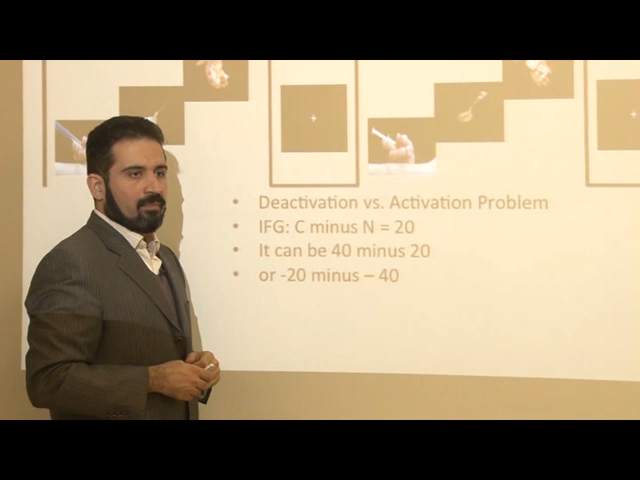 • Deactivation vs. Activation Problem
• IFG: C minus N = 20
• It can be 40 minus 20
• or -20 minus – 40